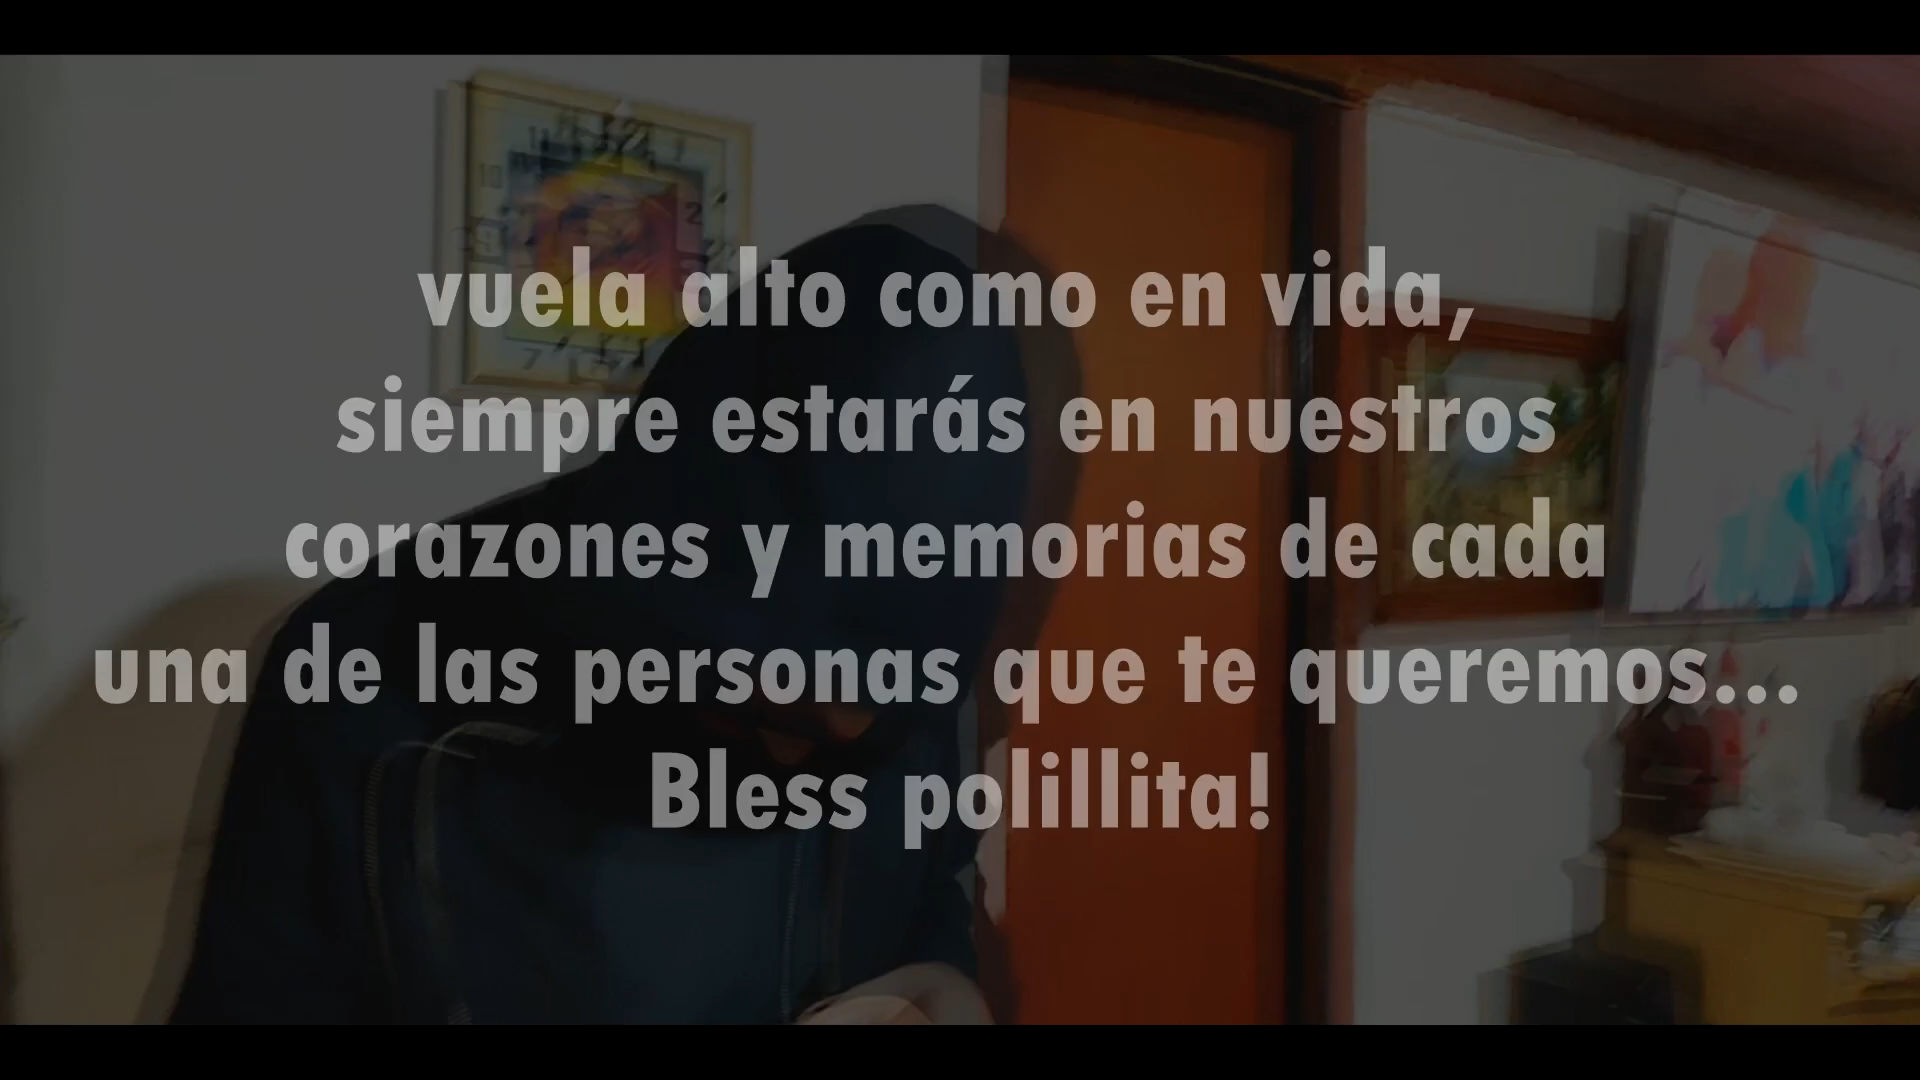 vuela alto como en vida,
siempre estarás en nuestros
corazones y memorias de cada
una de las personas que te queremos...
Bless polillita!